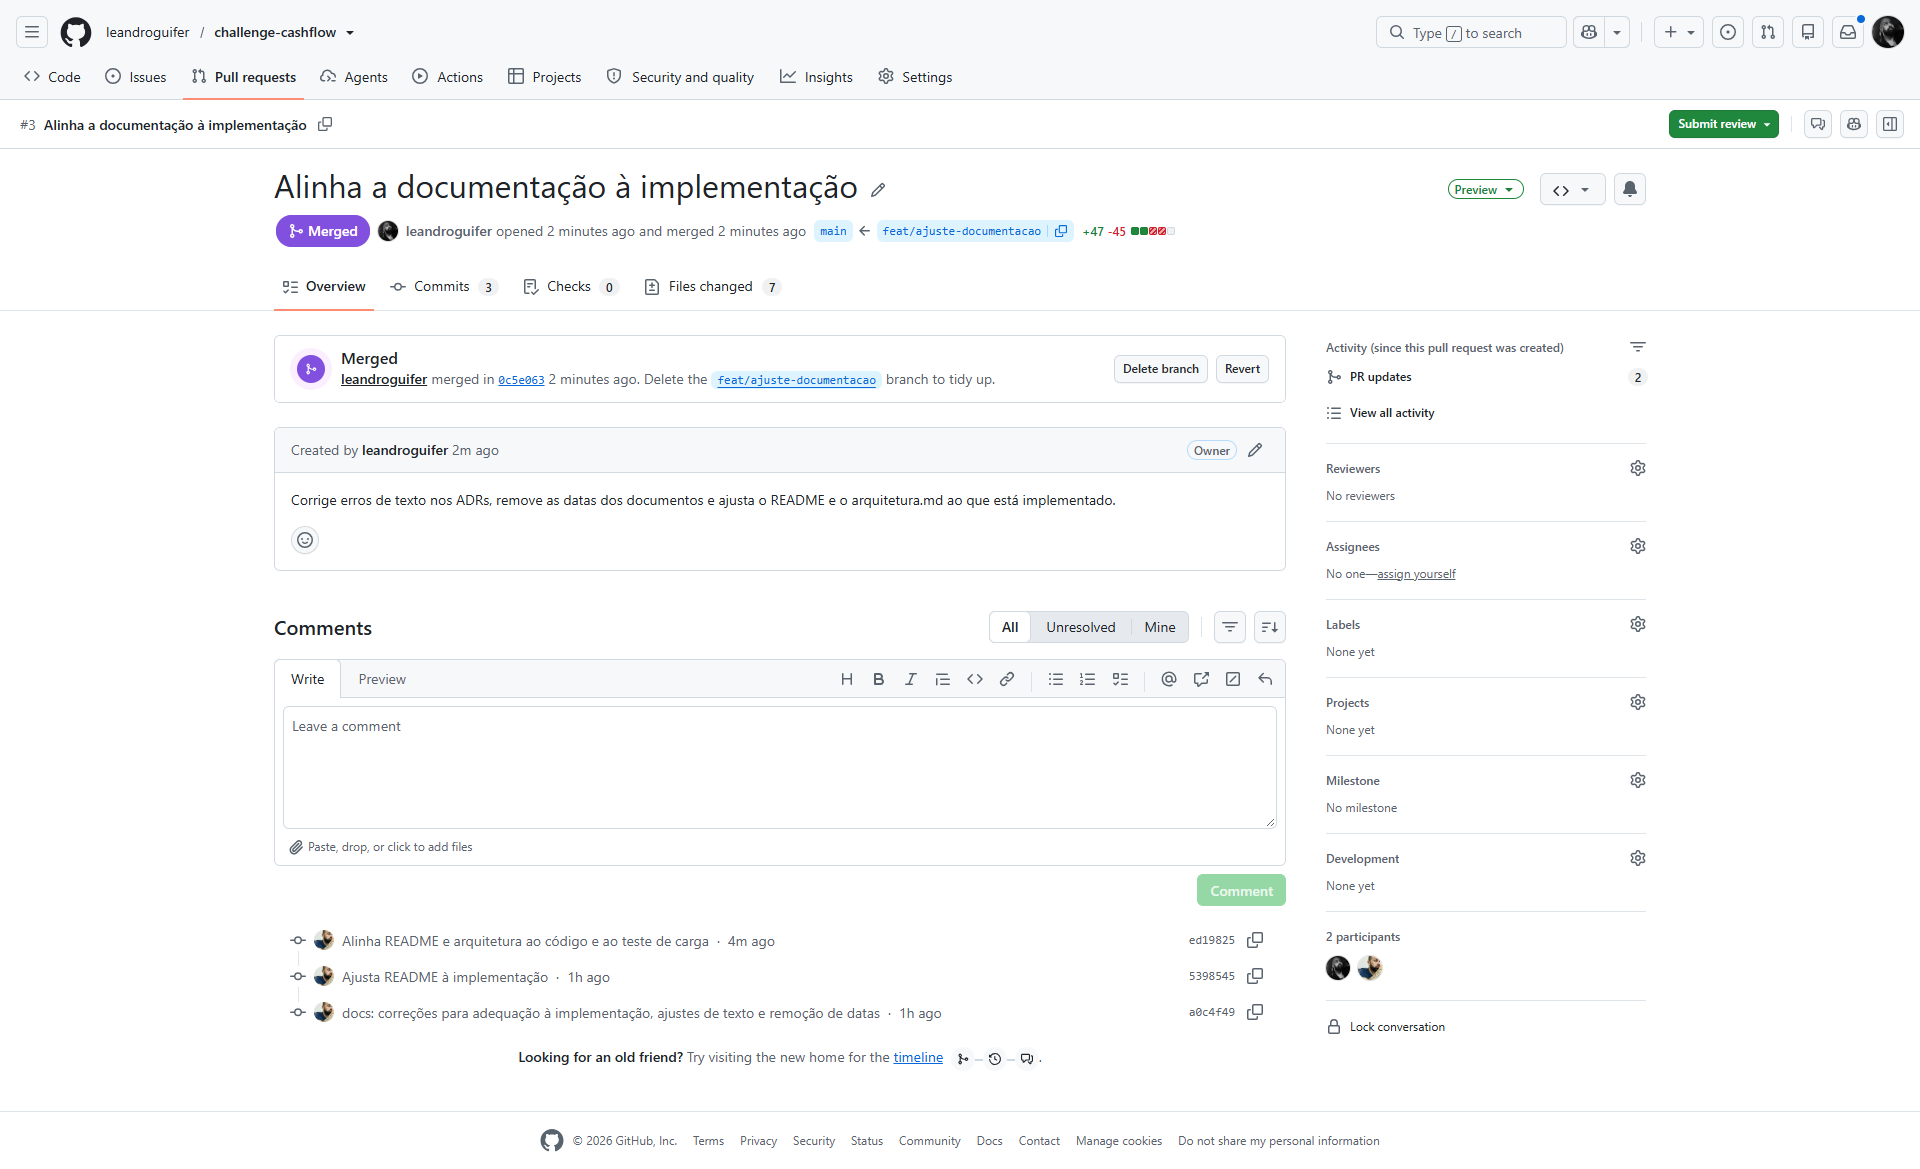 leandroguifer / challenge-cashflow
Type / to search
Code
Issues
Pull requests
Agents
Actions
Projects
Security and quality
Insights
Settings
#3 Alinha a documentação à implementação
Submit review
Alinha a documentação à implementação
Preview
Merged
leandroguifer opened 2 minutes ago and merged 2 minutes ago
main
feat/ajuste-documentacao
+47 -45
Overview
Commits 3
Checks 0
Files changed 7
Merged
leandroguifer merged in 0c5e063 2 minutes ago. Delete the feat/ajuste-documentacao branch to tidy up.
Delete branch
Revert
Created by leandroguifer 2m ago
Owner
Corrige erros de texto nos ADRs, remove as datas dos documentos e ajusta o README e o arquitetura.md ao que está implementado.
Comments
All
Unresolved
Mine
Write
Preview
Leave a comment
Paste, drop, or click to add files
Comment
Alinha README e arquitetura ao código e ao teste de carga · 4m ago
ed19825
Ajusta README à implementação · 1h ago
5398545
docs: correções para adequação à implementação, ajustes de texto e remoção de datas · 1h ago
a0c4f49
Looking for an old friend? Try visiting the new home for the timeline
Activity (since this pull request was created)
PR updates
2
View all activity
Reviewers
No reviewers
Assignees
No one—assign yourself
Labels
None yet
Projects
None yet
Milestone
No milestone
Development
None yet
2 participants
Lock conversation
© 2026 GitHub, Inc.
Terms
Privacy
Security
Status
Community
Docs
Contact
Manage cookies
Do not share my personal information